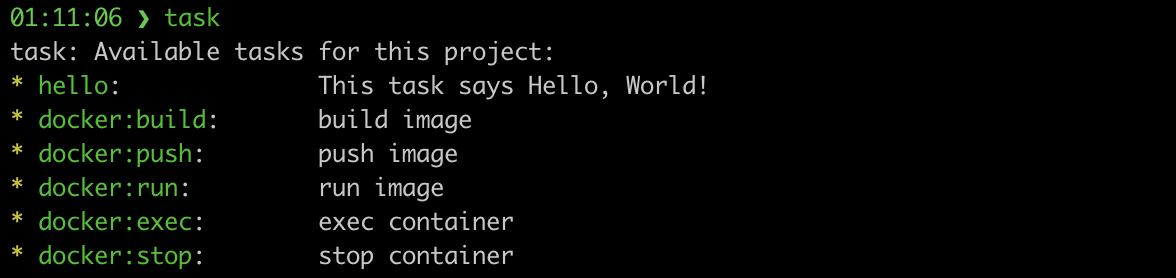 01:11:06 ❯ task
task: Available tasks for this project:
* hello: This task says Hello, World!
* docker:build: build image
* docker:push: push image
* docker:run: run image
* docker:exec: exec container
* docker:stop: stop container